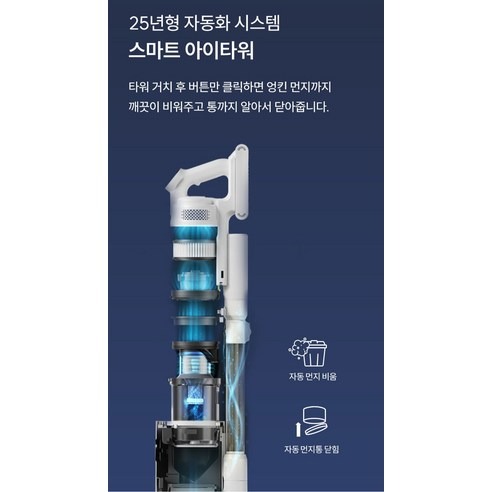 25년형 자동화 시스템
스마트 아이타워
타워 거치 후 버튼만 클릭하면 엉킨 먼지까지
깨끗이 비워주고 통까지 알아서 닫아줍니다.
자동 먼지 비움
자동 먼지통 닫힘